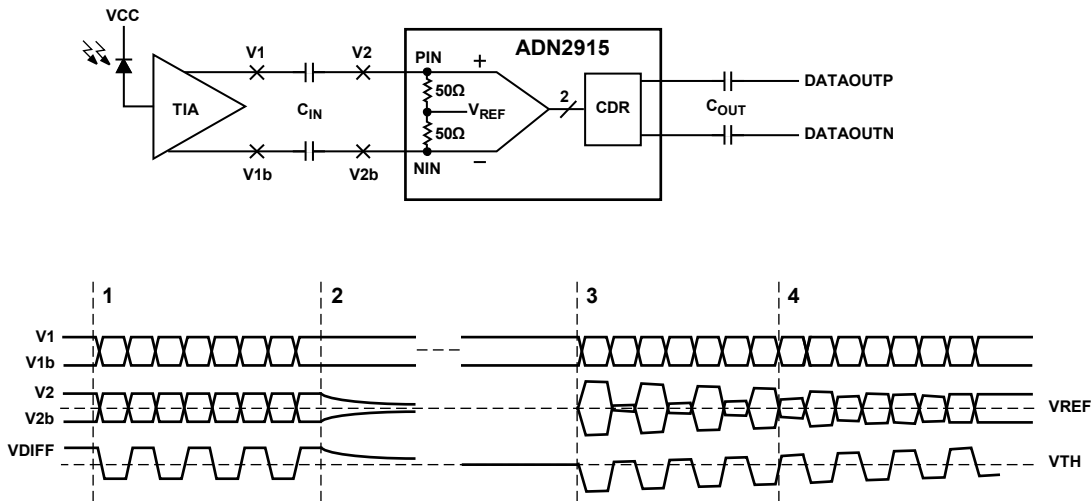 VCC
V1
V2
ADN2915
PIN
+
50Ω
TIA
C_IN
V_REF
2
CDR
C_OUT
DATAOUTP
50Ω
DATAOUTN
−
V1b
V2b
NIN
1
2
3
4
V1
V1b
V2
V2b
VREF
VDIFF
VTH